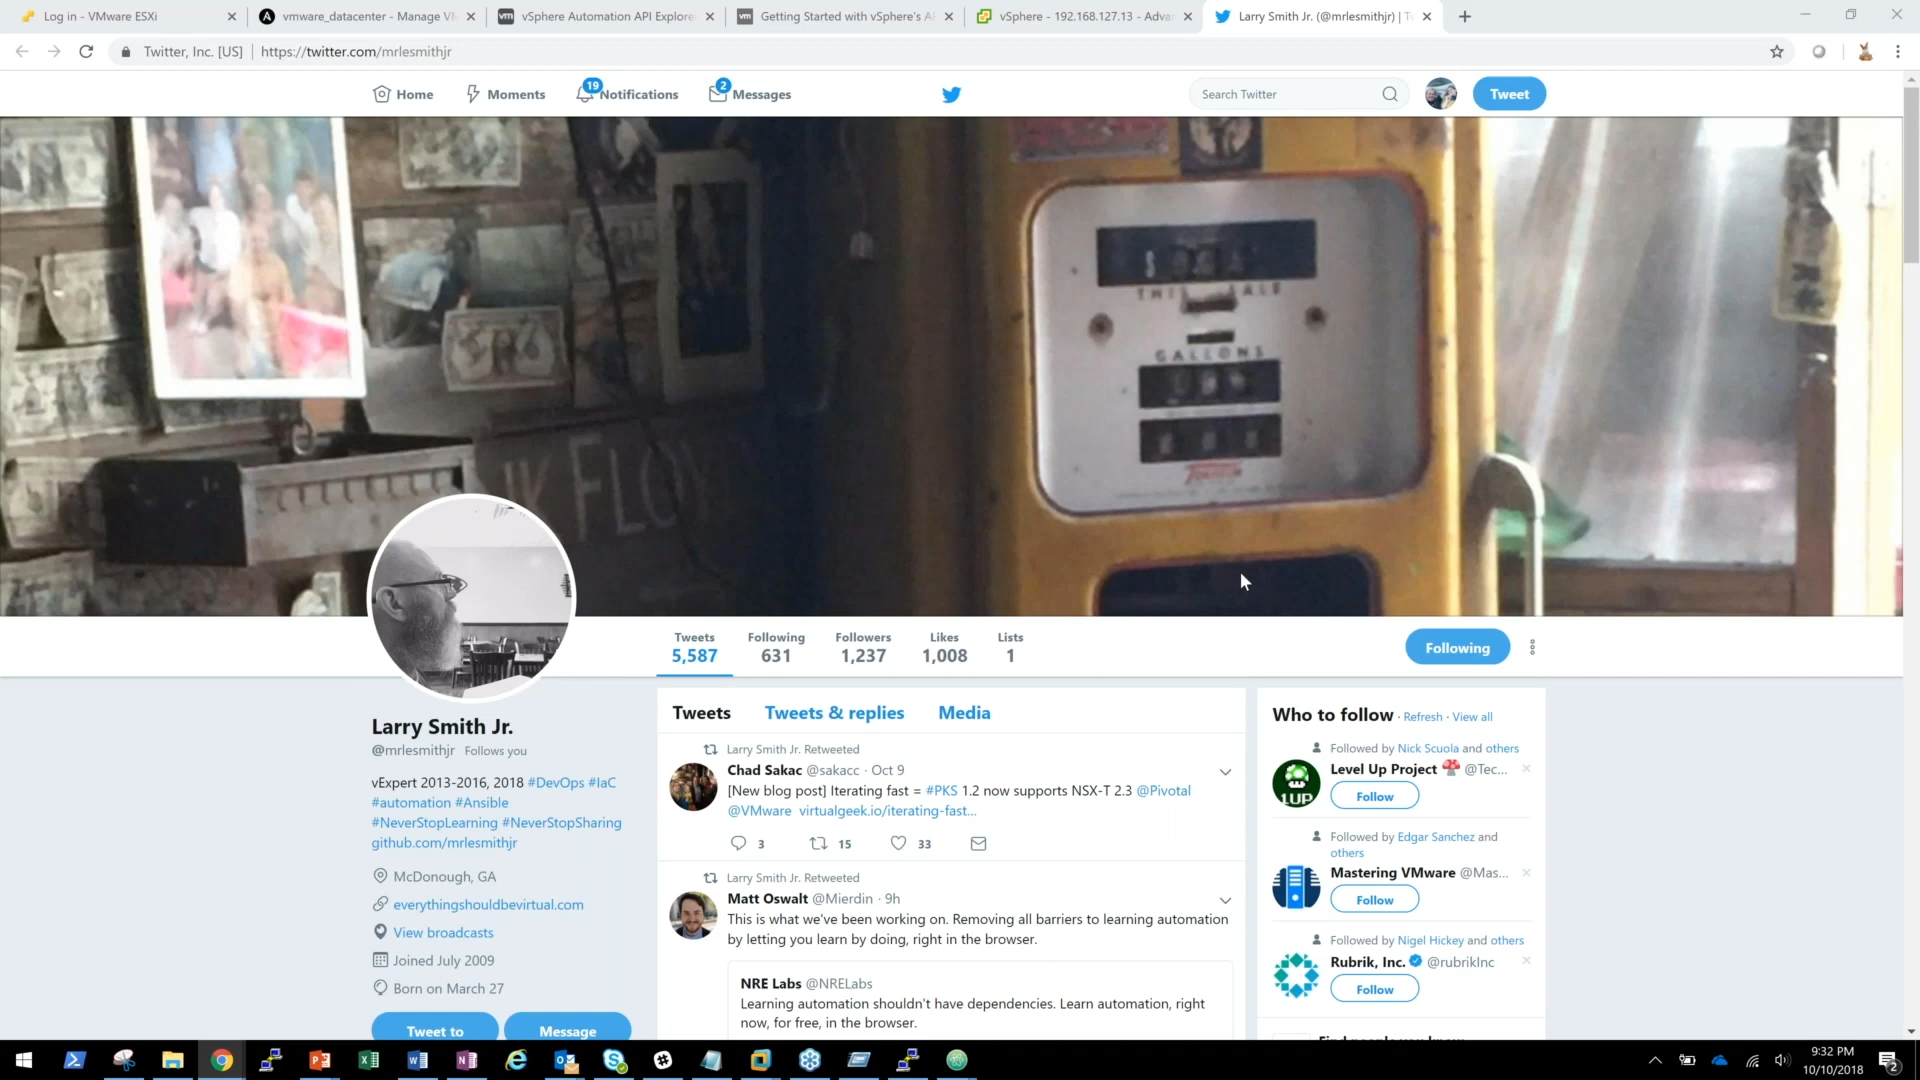 Log in - VMware ESXi
vmware_datacenter - Manage VM
vSphere Automation API Explore
Getting Started with vSphere's A
vSphere - 192.168.127.13 - Adva
Larry Smith Jr. (@mrlesmithjr) | T
Twitter, Inc. [US] | https://twitter.com/mrlesmithjr
Home
Moments
19
Notifications
2
Messages
Search Twitter
Tweet
THIS SALE
GALLONS
Tweets
5,587
Following
631
Followers
1,237
Likes
1,008
Lists
1
Following
Larry Smith Jr.
@mrlesmithjr Follows you
vExpert 2013-2016, 2018 #DevOps #IaC
#automation #Ansible
#NeverStopLearning #NeverStopSharing
github.com/mrlesmithjr
McDonough, GA
everythingshouldbevirtual.com
View broadcasts
Joined July 2009
Born on March 27
Tweet to
Message
Tweets
Tweets & replies
Media
Larry Smith Jr. Retweeted
Chad Sakac @sakacc · Oct 9
[New blog post] Iterating fast = #PKS 1.2 now supports NSX-T 2.3 @Pivotal
@VMware virtualgeek.io/iterating-fast...
3
15
33
Larry Smith Jr. Retweeted
Matt Oswalt @Mierdin · 9h
This is what we've been working on. Removing all barriers to learning automation
by letting you learn by doing, right in the browser.
NRE Labs @NRELabs
Learning automation shouldn't have dependencies. Learn automation, right
now, for free, in the browser.
Who to follow · Refresh · View all
Followed by Nick Scuola and others
Level Up Project @Tec...
1UP
Follow
Followed by Edgar Sanchez and
others
Mastering VMware @Mas...
Follow
Followed by Nigel Hickey and others
Rubrik, Inc. @rubrikInc
Follow
9:32 PM
10/10/2018
2